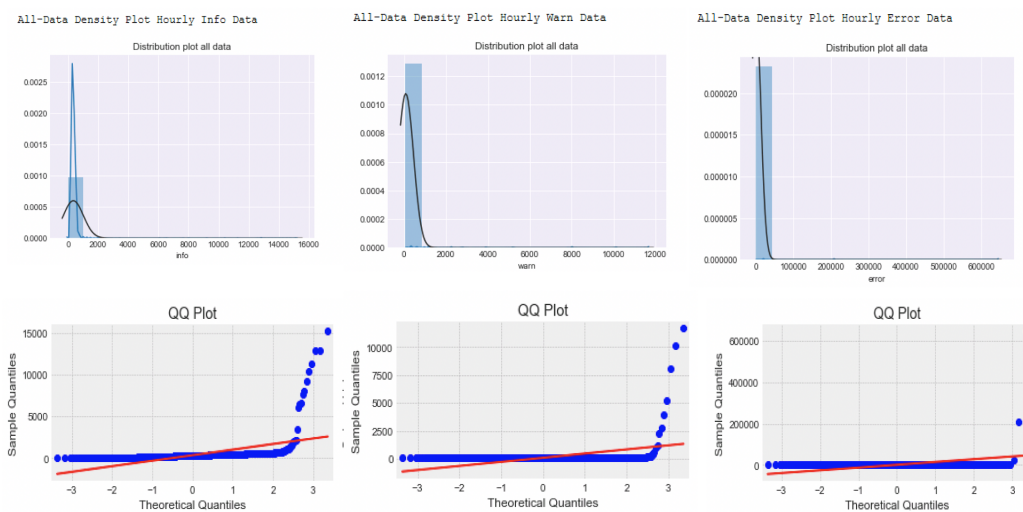 All-Data Density Plot Hourly Info Data
All-Data Density Plot Hourly Warn Data
All-Data Density Plot Hourly Error Data
Distribution plot all data
0.0025
0.0020
0.0015
0.0010
0.0005
0.0000
0 2000 4000 6000 8000 10000 12000 14000 16000
info
Distribution plot all data
0.0012
0.0010
0.0008
0.0006
0.0004
0.0002
0.0000
0 2000 4000 6000 8000 10000 12000
warn
Distribution plot all data
0.000020
0.000015
0.000010
0.000005
0.000000
0 100000 200000 300000 400000 500000 600000
error
QQ Plot
Sample Quantiles
15000
10000
5000
0
−3 −2 −1 0 1 2 3
Theoretical Quantiles
QQ Plot
Sample Quantiles
10000
7500
5000
2500
0
−3 −2 −1 0 1 2 3
Theoretical Quantiles
QQ Plot
Sample Quantiles
600000
400000
200000
0
−3 −2 −1 0 1 2 3
Theoretical Quantiles